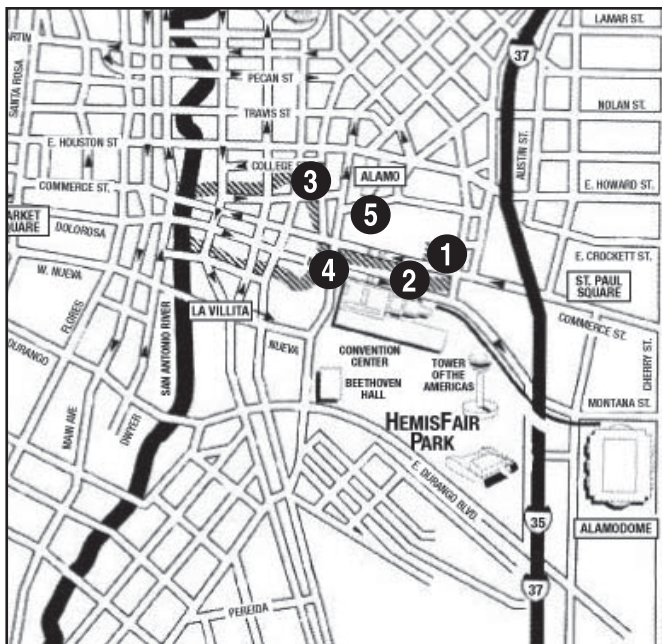 LAMAR ST.
MARTIN
37
PECAN ST
SANTA ROSA
NOLAN ST.
TRAVIS ST
AUSTIN ST.
E. HOUSTON ST
COLLEGE
3
ALAMO
COMMERCE ST.
E. HOWARD ST.
5
ARKET
SQUARE
DOLOROSA
1
E. CROCKETT ST.
4
2
W. NUEVA
ST. PAUL
SQUARE
FLORES
LA VILLITA
SAN ANTONIO RIVER
COMMERCE ST.
NUEVA
DURANGO
CONVENTION
CENTER
TOWER
OF THE
AMERICAS
CHERRY ST.
BEETHOVEN
HALL
MONTANA ST.
MAIN AVE
DWYER
HEMISFAIR
PARK
E. DURANGO BLVD.
35
ALAMODOME
37
PEREIDA